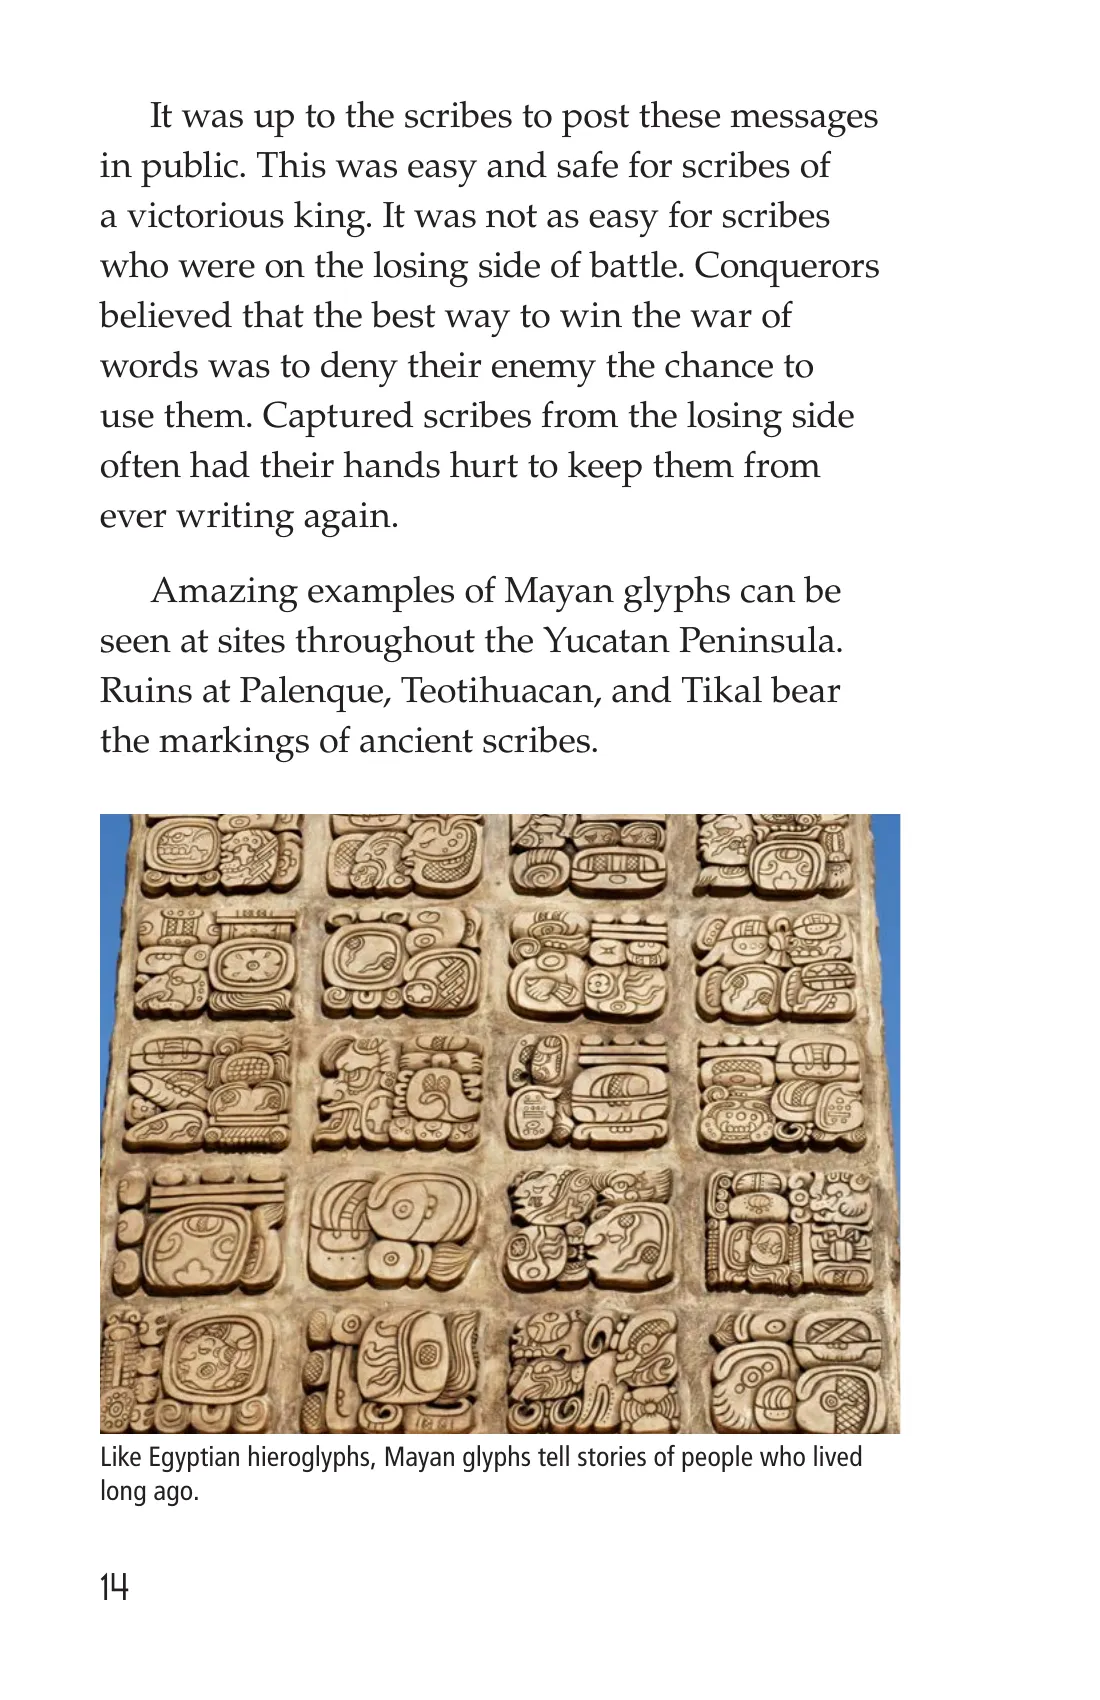 It was up to the scribes to post these messages
in public. This was easy and safe for scribes of
a victorious king. It was not as easy for scribes
who were on the losing side of battle. Conquerors
believed that the best way to win the war of
words was to deny their enemy the chance to
use them. Captured scribes from the losing side
often had their hands hurt to keep them from
ever writing again.
Amazing examples of Mayan glyphs can be
seen at sites throughout the Yucatan Peninsula.
Ruins at Palenque, Teotihuacan, and Tikal bear
the markings of ancient scribes.
Like Egyptian hieroglyphs, Mayan glyphs tell stories of people who lived
long ago.
14